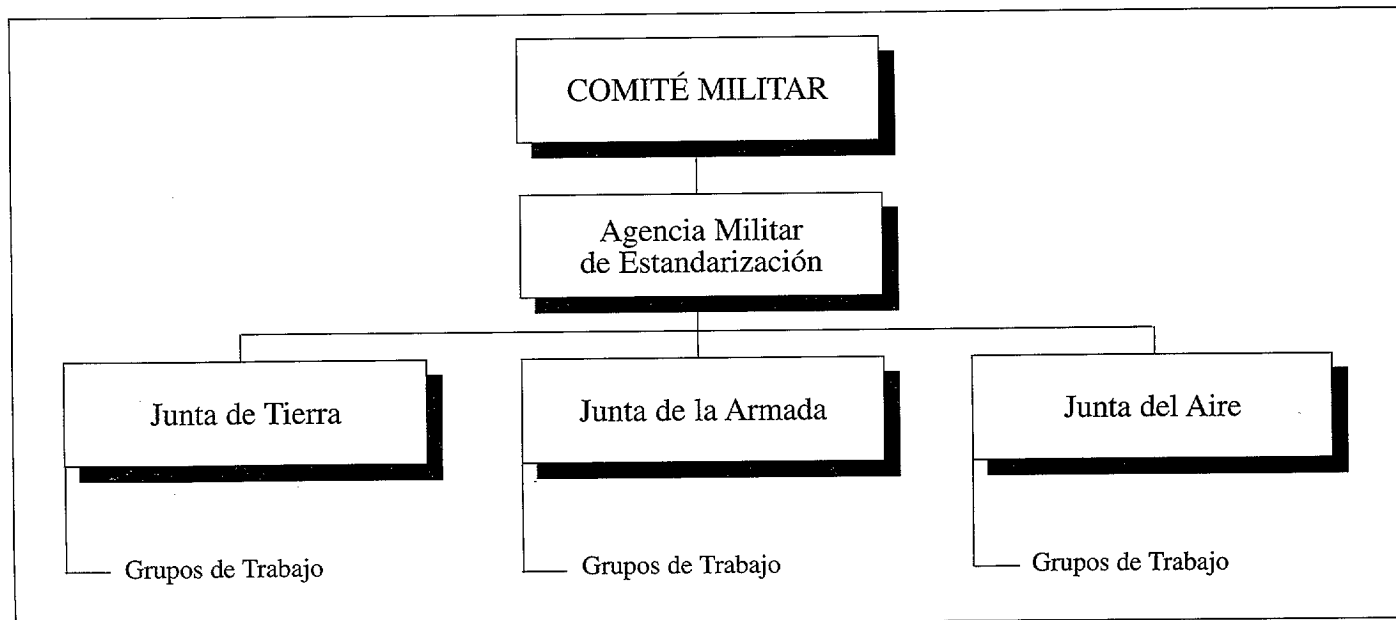 COMITÉ MILITAR
Agencia Militar
de Estandarización
Junta de Tierra
Junta de la Armada
Junta del Aire
Grupos de Trabajo
Grupos de Trabajo
Grupos de Trabajo